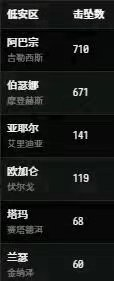 低安区 击坠数
阿巴宗 710
吉勒西斯
伯瑟娜 671
摩登赫斯
亚耶尔 141
艾里迪亚
欧加仑 119
伏尔戈
塔玛 68
赛塔德洱
兰瑟 60
金纳泽